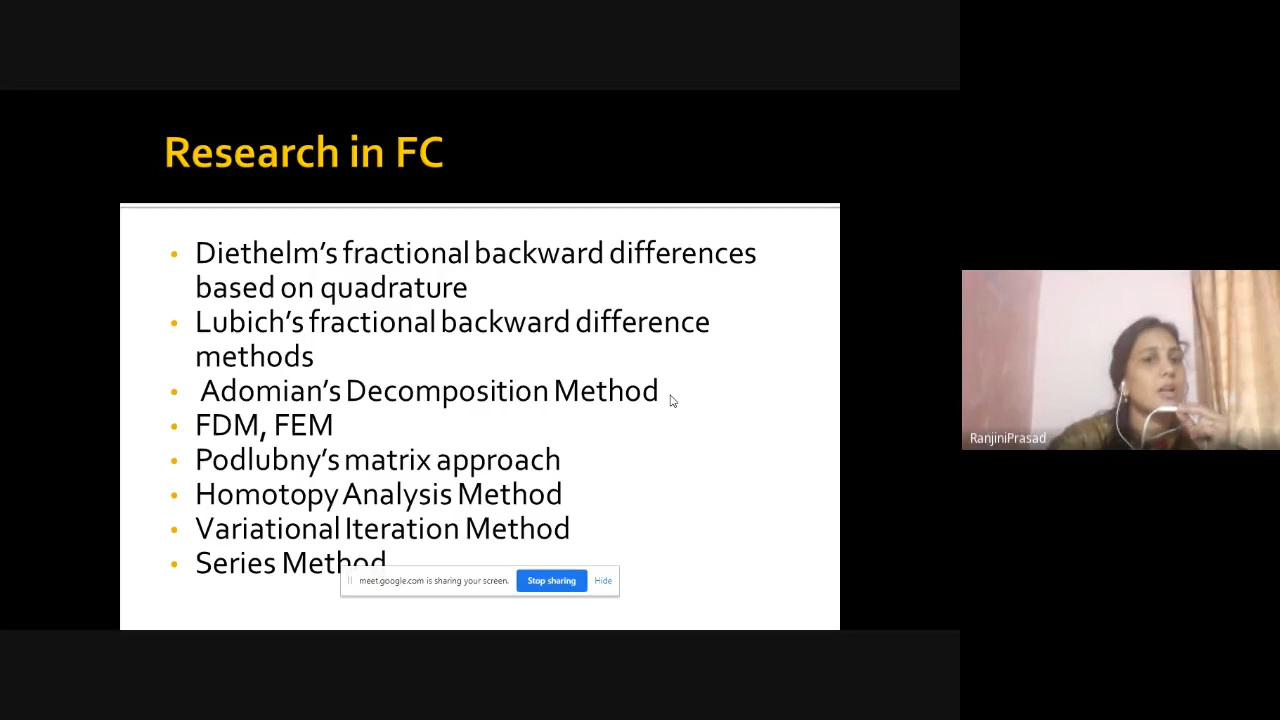 Research in FC
• Diethelm's fractional backward differences
based on quadrature
• Lubich's fractional backward difference
methods
• Adomian's Decomposition Method
• FDM, FEM
• Podlubny's matrix approach
• Homotopy Analysis Method
• Variational Iteration Method
• Series Method
meet.google.com is sharing your screen. Stop sharing Hide
RanjiniPrasad